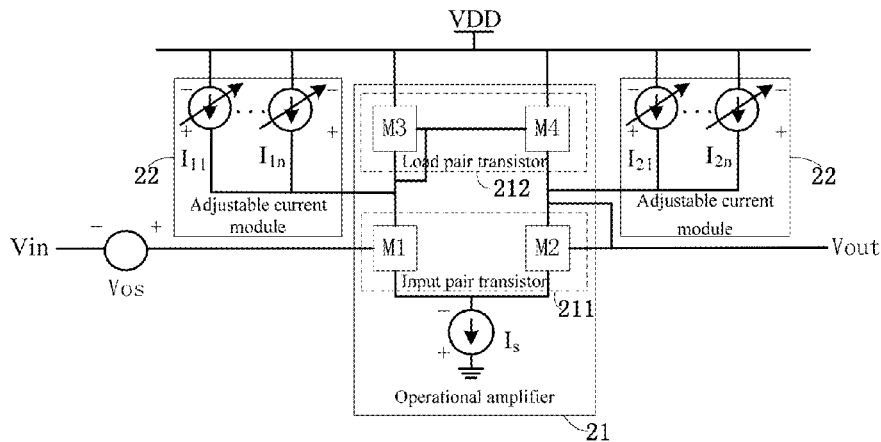 VDD
− − − −
· · · · · ·
M3 M4
+ + + +
I11 I1n I21 I2n
22 Load pair transistor 22
212
Adjustable current
module
Adjustable current
module
− +
Vin M1 M2 Vout
Vos
Input pair transistor
211
−
+
Is
Operational amplifier
21